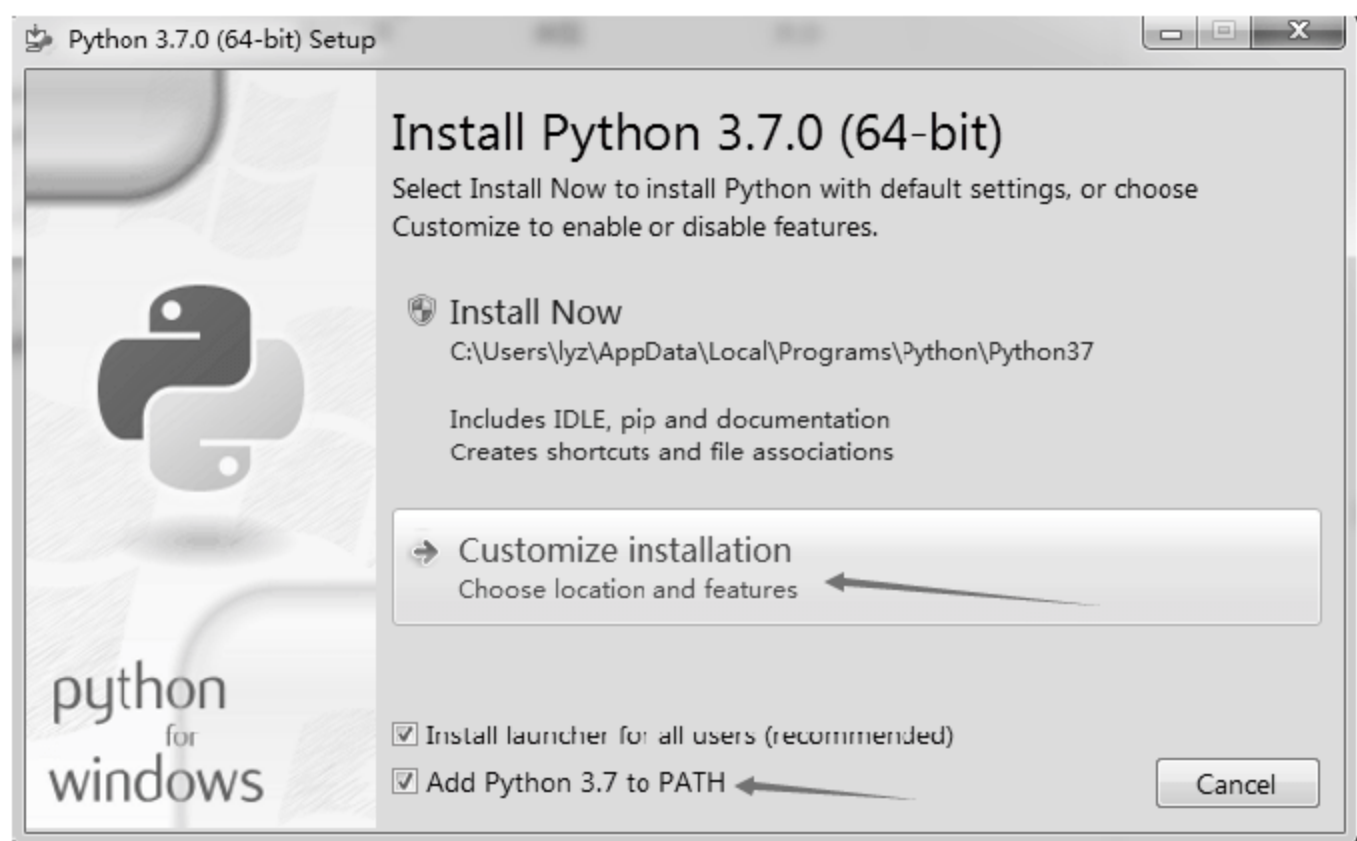 Python 3.7.0 (64-bit) Setup
Install Python 3.7.0 (64-bit)
Select Install Now to install Python with default settings, or choose
Customize to enable or disable features.
Install Now
C:\Users\lyz\AppData\Local\Programs\Python\Python37
Includes IDLE, pip and documentation
Creates shortcuts and file associations
Customize installation
Choose location and features
python
for
windows
Install launcher for all users (recommended)
Add Python 3.7 to PATH
Cancel